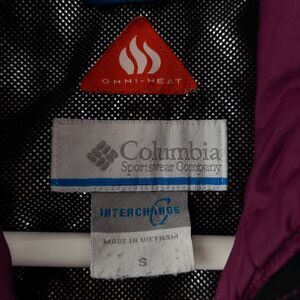 OMNI-HEAT
Columbia
Sportswear Company
INTERCHANGE
MADE IN VIETNAM
S